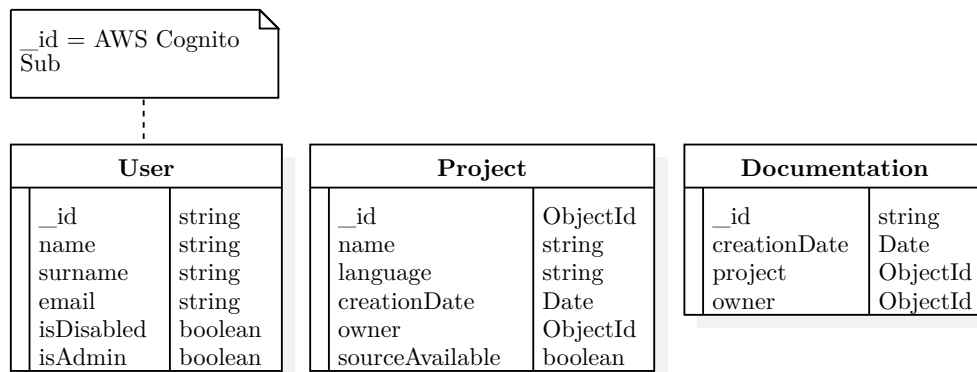 _id = AWS Cognito
Sub
User
_id string
name string
surname string
email string
isDisabled boolean
isAdmin boolean
Project
_id ObjectId
name string
language string
creationDate Date
owner ObjectId
sourceAvailable boolean
Documentation
_id string
creationDate Date
project ObjectId
owner ObjectId